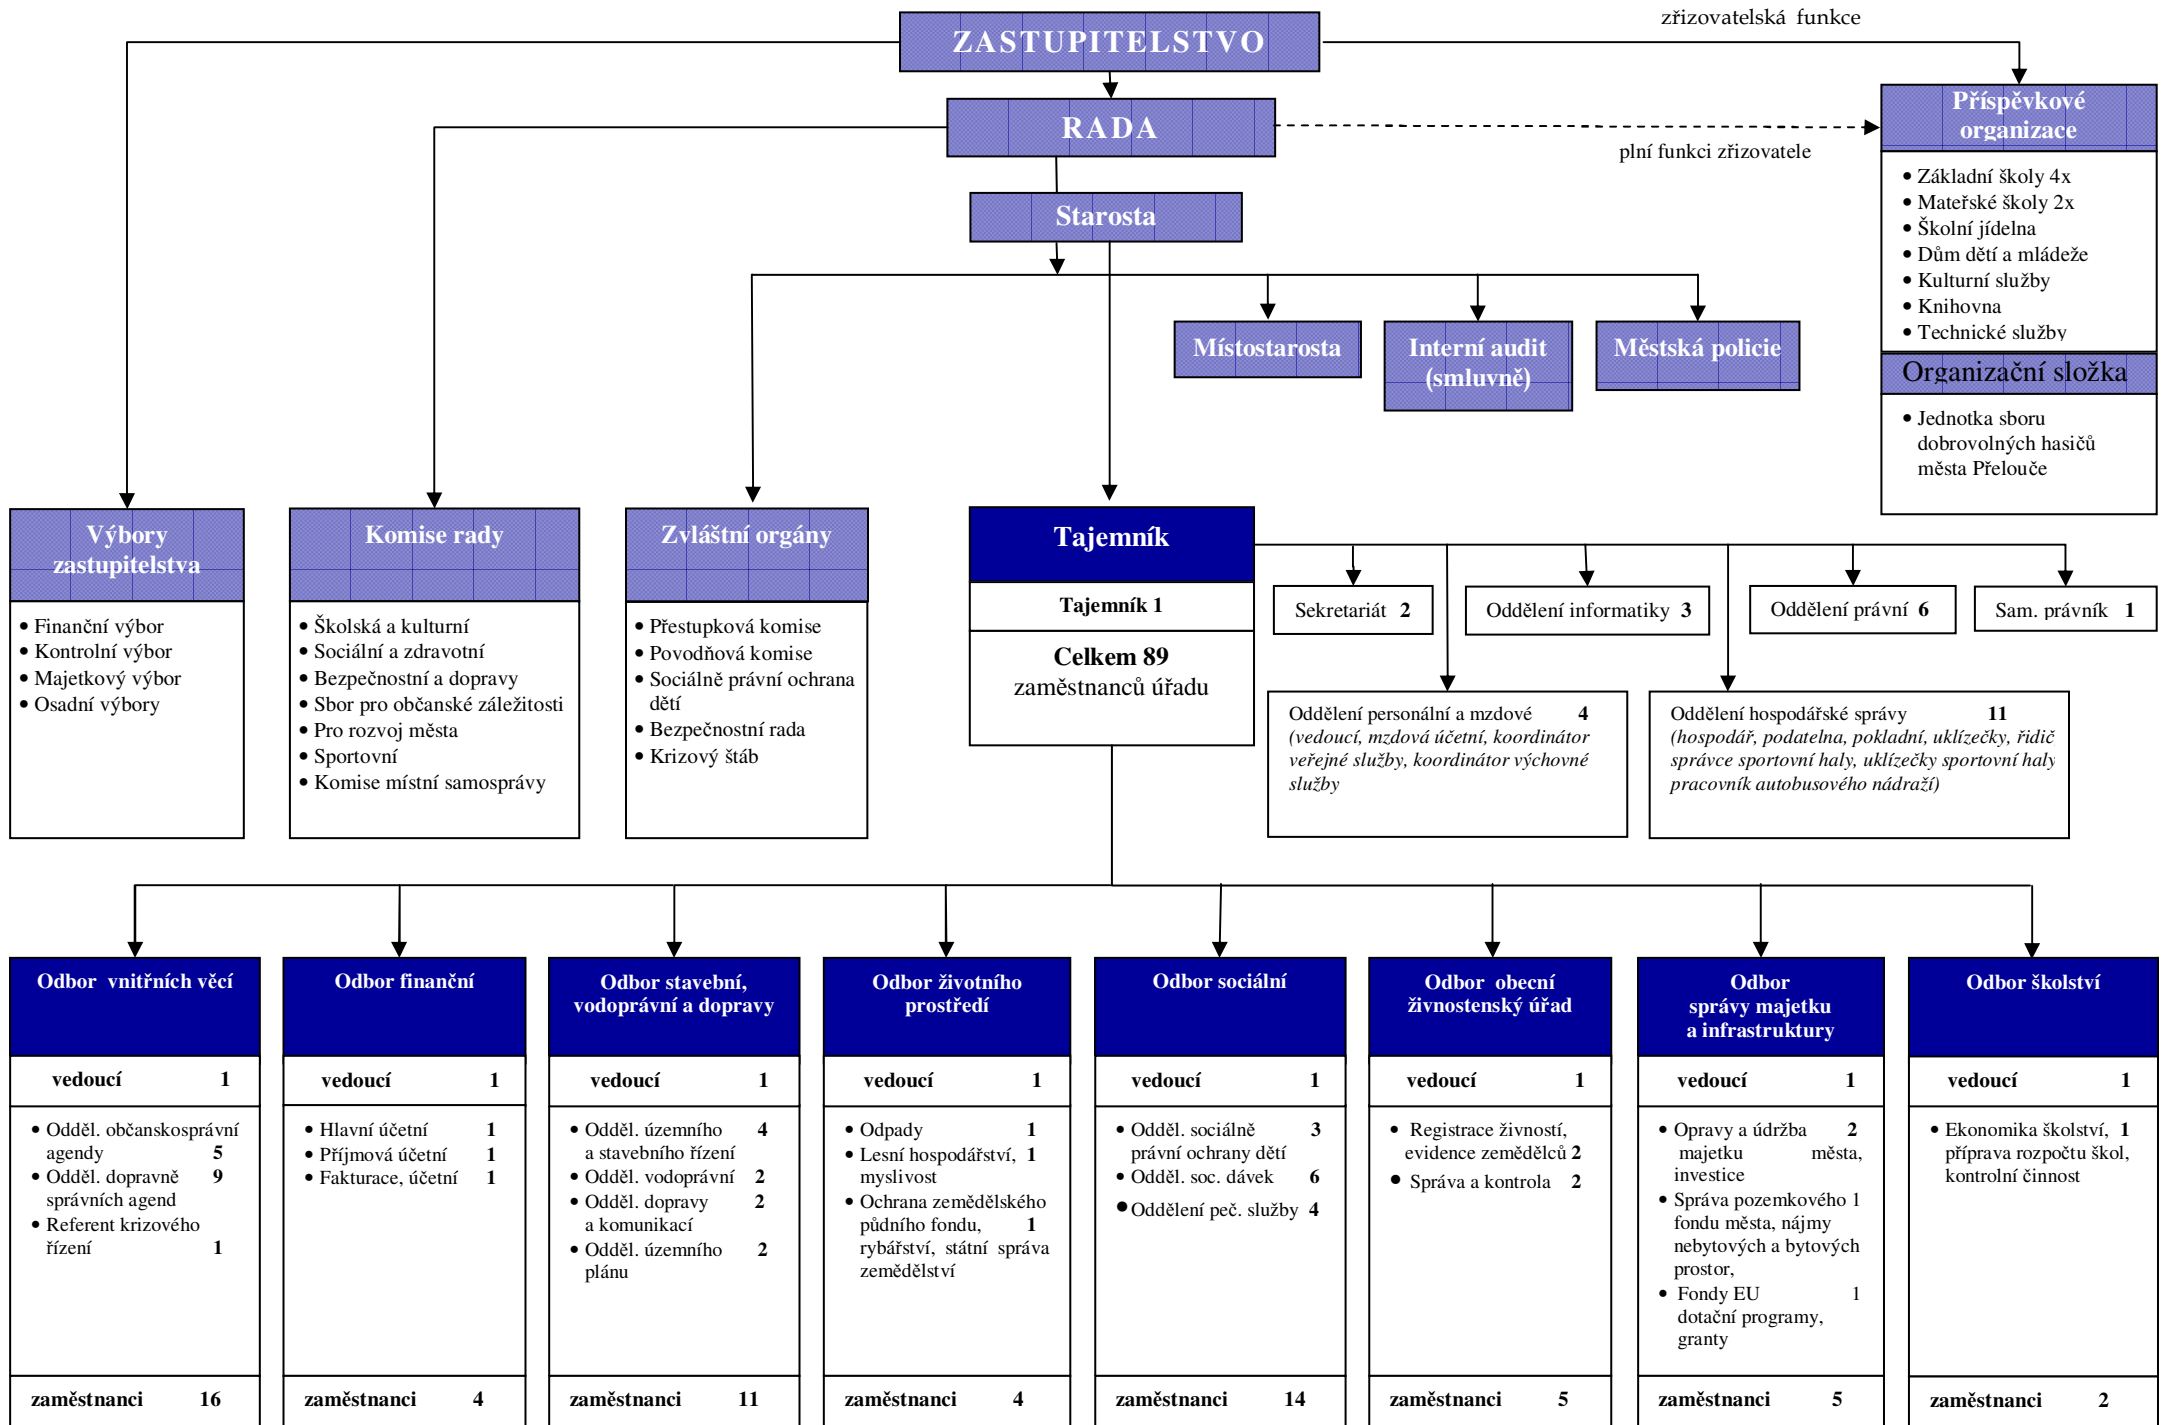 zřizovatelská funkce
ZASTUPITELSTVO
RADA
plní funkci zřizovatele
Příspěvkové
organizace
• Základní školy 4x
• Mateřské školy 2x
• Školní jídelna
• Dům dětí a mládeže
• Kulturní služby
• Knihovna
• Technické služby
Organizační složka
• Jednotka sboru
dobrovolných hasičů
města Přelouče
Starosta
Místostarosta
Interní audit
(smluvně)
Městská policie
Výbory
zastupitelstva
• Finanční výbor
• Kontrolní výbor
• Majetkový výbor
• Osadní výbory
Komise rady
• Školská a kulturní
• Sociální a zdravotní
• Bezpečnostní a dopravy
• Sbor pro občanské záležitosti
• Pro rozvoj města
• Sportovní
• Komise místní samosprávy
Zvláštní orgány
• Přestupková komise
• Povodňová komise
• Sociálně právní ochrana
dětí
• Bezpečnostní rada
• Krizový štáb
Tajemník
Tajemník 1
Celkem 89
zaměstnanců úřadu
Sekretariát 2
Oddělení informatiky 3
Oddělení právní 6
Sam. právník 1
Oddělení personální a mzdové 4
(vedoucí, mzdová účetní, koordinátor
veřejné služby, koordinátor výchovné
služby
Oddělení hospodářské správy 11
(hospodář, podatelna, pokladní, uklízečky, řidič
správce sportovní haly, uklízečky sportovní haly
pracovník autobusového nádraží)
Odbor vnitřních věcí
vedoucí 1
• Odděl. občanskosprávní
agendy 5
• Odděl. dopravně 9
správních agend
• Referent krizového
řízení 1
zaměstnanci 16
Odbor finanční
vedoucí 1
• Hlavní účetní 1
• Příjmová účetní 1
• Fakturace, účetní 1
zaměstnanci 4
Odbor stavební,
vodoprávní a dopravy
vedoucí 1
• Odděl. územního 4
a stavebního řízení
• Odděl. vodoprávní 2
• Odděl. dopravy 2
a komunikací
• Odděl. územního 2
plánu
zaměstnanci 11
Odbor životního
prostředí
vedoucí 1
• Odpady 1
• Lesní hospodářství, 1
myslivost
• Ochrana zemědělského
půdního fondu, 1
rybářství, státní správa
zemědělství
zaměstnanci 4
Odbor sociální
vedoucí 1
• Odděl. sociálně 3
právní ochrany dětí
• Odděl. soc. dávek 6
• Oddělení peč. služby 4
zaměstnanci 14
Odbor obecní
živnostenský úřad
vedoucí 1
• Registrace živností,
evidence zemědělců 2
• Správa a kontrola 2
zaměstnanci 5
Odbor
správy majetku
a infrastruktury
vedoucí 1
• Opravy a údržba 2
majetku města,
investice
• Správa pozemkového 1
fondu města, nájmy
nebytových a bytových
prostor,
• Fondy EU 1
dotační programy,
granty
zaměstnanci 5
Odbor školství
vedoucí 1
• Ekonomika školství, 1
příprava rozpočtu škol,
kontrolní činnost
zaměstnanci 2